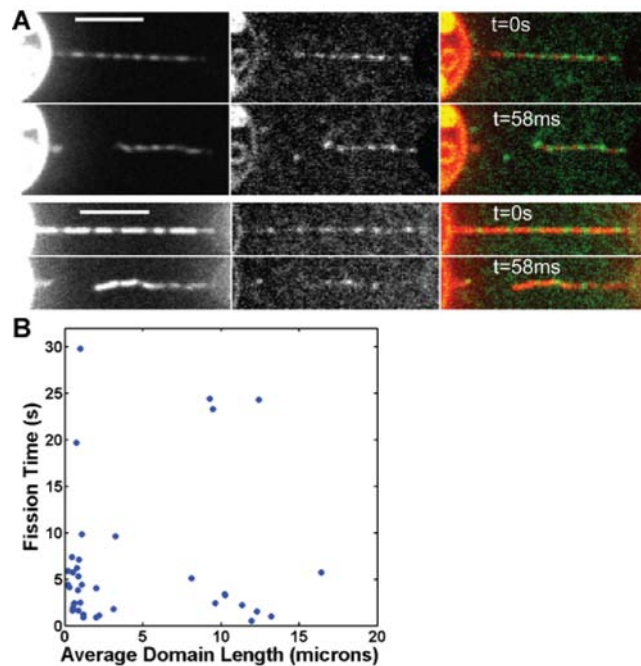 A
t=0s
t=58ms
t=0s
t=58ms
B
30
25
20
15
10
5
0
0 5 10 15 20
Fission Time (s)
Average Domain Length (microns)